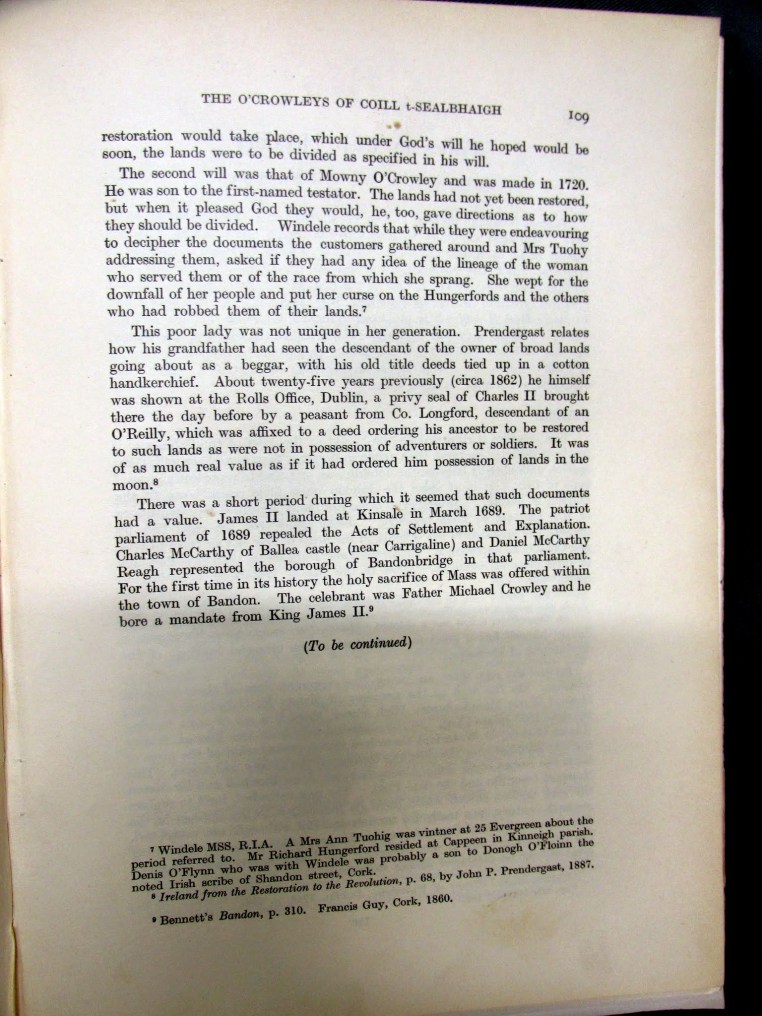 THE O'CROWLEYS OF COILL t-SEALBHAIGH 109
restoration would take place, which under God's will he hoped would be
soon, the lands were to be divided as specified in his will.
The second will was that of Mowny O'Crowley and was made in 1720.
He was son to the first-named testator. The lands had not yet been restored,
but when it pleased God they would, he, too, gave directions as to how
they should be divided. Windele records that while they were endeavouring
to decipher the documents the customers gathered around and Mrs Tuohy
addressing them, asked if they had any idea of the lineage of the woman
who served them or of the race from which she sprang. She wept for the
downfall of her people and put her curse on the Hungerfords and the others
who had robbed them of their lands.⁷
This poor lady was not unique in her generation. Prendergast relates
how his grandfather had seen the descendant of the owner of broad lands
going about as a beggar, with his old title deeds tied up in a cotton
handkerchief. About twenty-five years previously (circa 1862) he himself
was shown at the Rolls Office, Dublin, a privy seal of Charles II brought
there the day before by a peasant from Co. Longford, descendant of an
O'Reilly, which was affixed to a deed ordering his ancestor to be restored
to such lands as were not in possession of adventurers or soldiers. It was
of as much real value as if it had ordered him possession of lands in the
moon.⁸
There was a short period during which it seemed that such documents
had a value. James II landed at Kinsale in March 1689. The patriot
parliament of 1689 repealed the Acts of Settlement and Explanation.
Charles McCarthy of Ballea castle (near Carrigaline) and Daniel McCarthy
Reagh represented the borough of Bandonbridge in that parliament.
For the first time in its history the holy sacrifice of Mass was offered within
the town of Bandon. The celebrant was Father Michael Crowley and he
bore a mandate from King James II.⁹
(To be continued)
⁷ Windele MSS, R.I.A. A Mrs Ann Tuohig was vintner at 25 Evergreen about the
period referred to. Mr Richard Hungerford resided at Cappeen in Kinneigh parish.
Denis O'Flynn who was with Windele was probably a son to Donogh O'Floinn the
noted Irish scribe of Shandon street, Cork.
⁸ Ireland from the Restoration to the Revolution, p. 68, by John P. Prendergast, 1887.
⁹ Bennett's Bandon, p. 310. Francis Guy, Cork, 1860.